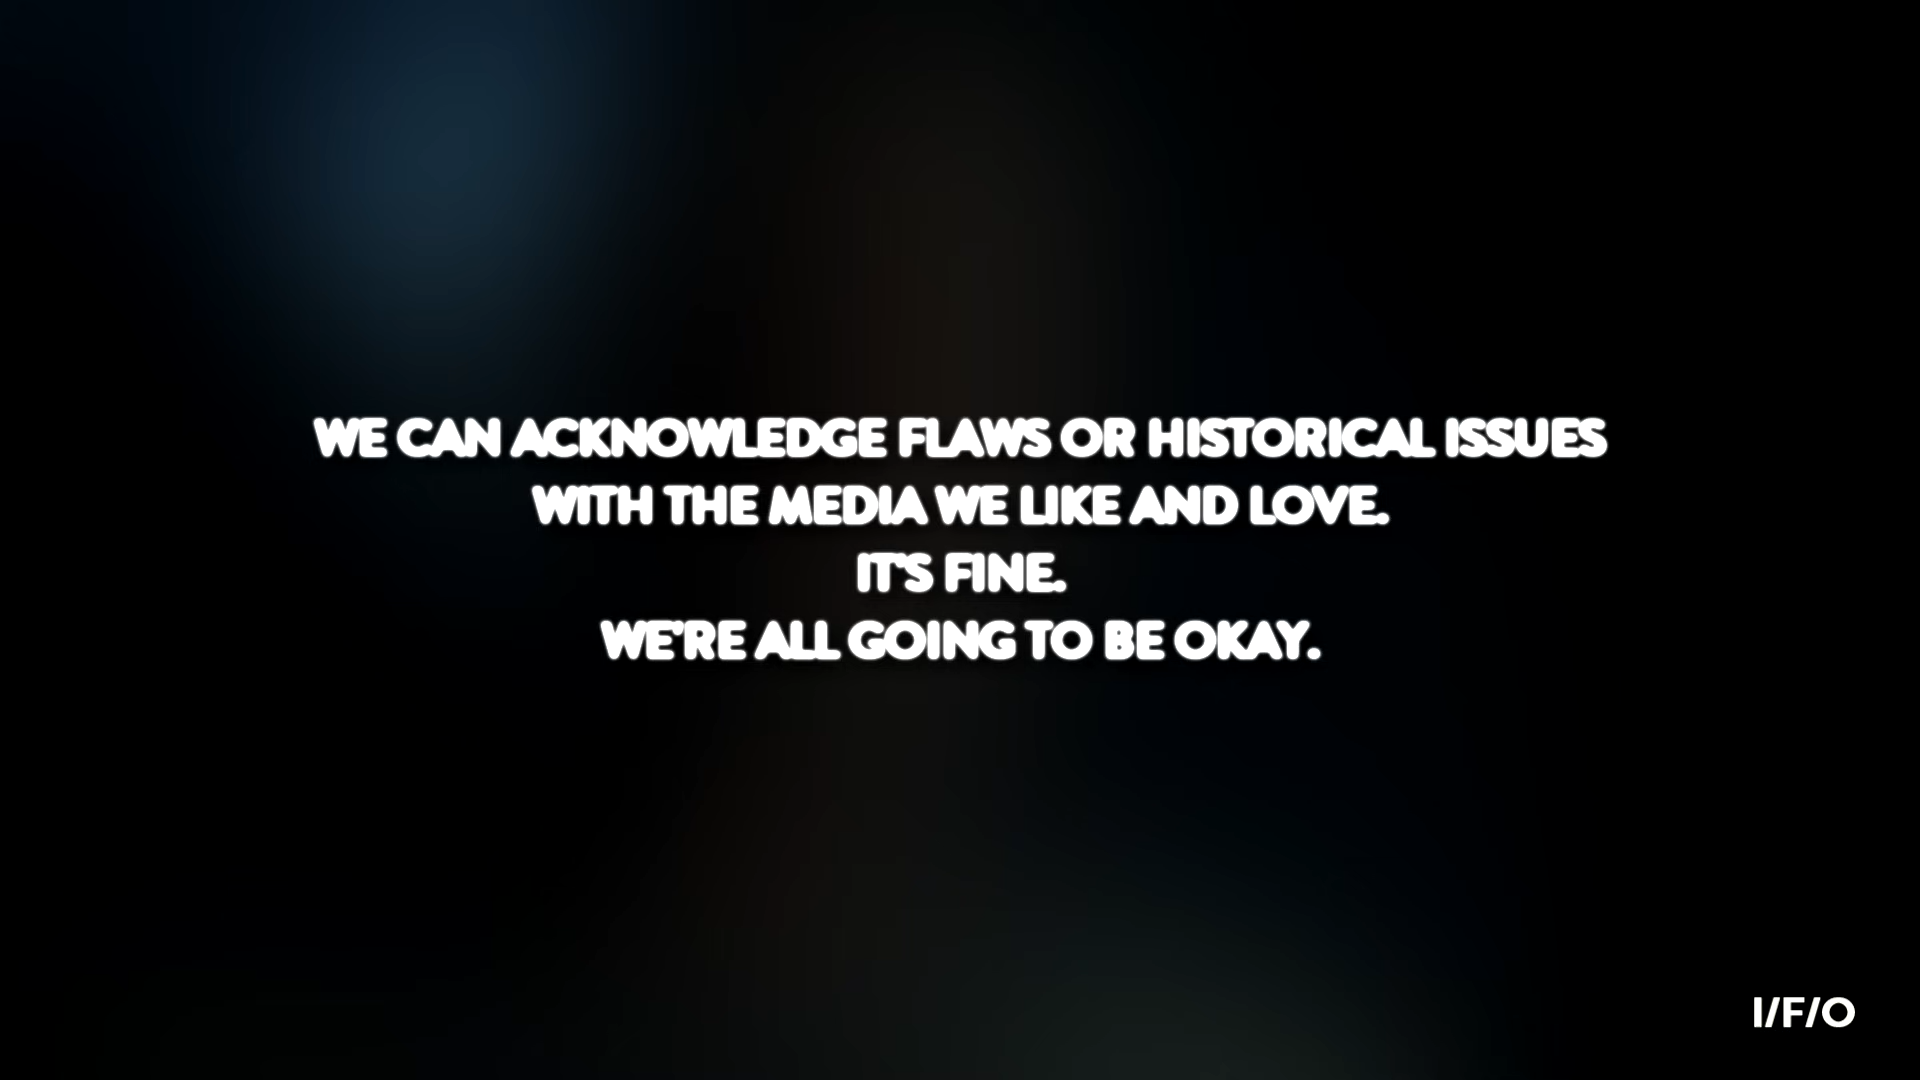 WE CAN ACKNOWLEDGE FLAWS OR HISTORICAL ISSUES
WITH THE MEDIA WE LIKE AND LOVE.
IT'S FINE.
WE'RE ALL GOING TO BE OKAY.
I/F/O